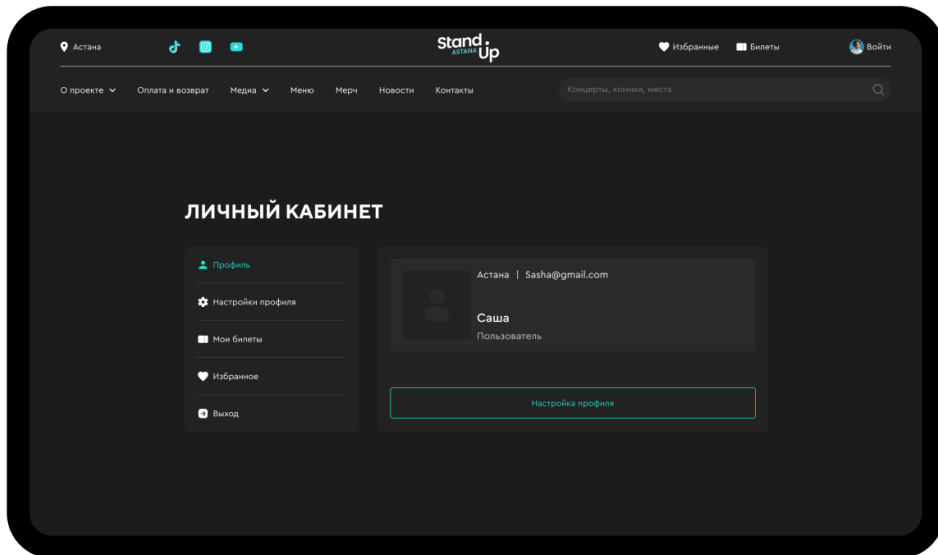 Астана
Stand Up
ASTANA
Избранные
Билеты
Войти
О проекте
Оплата и возврат
Медиа
Меню
Мерч
Новости
Контакты
Концерты, комики, места
ЛИЧНЫЙ КАБИНЕТ
Профиль
Настройки профиля
Мои билеты
Избранное
Выход
Астана | Sasha@gmail.com
Саша
Пользователь
Настройка профиля